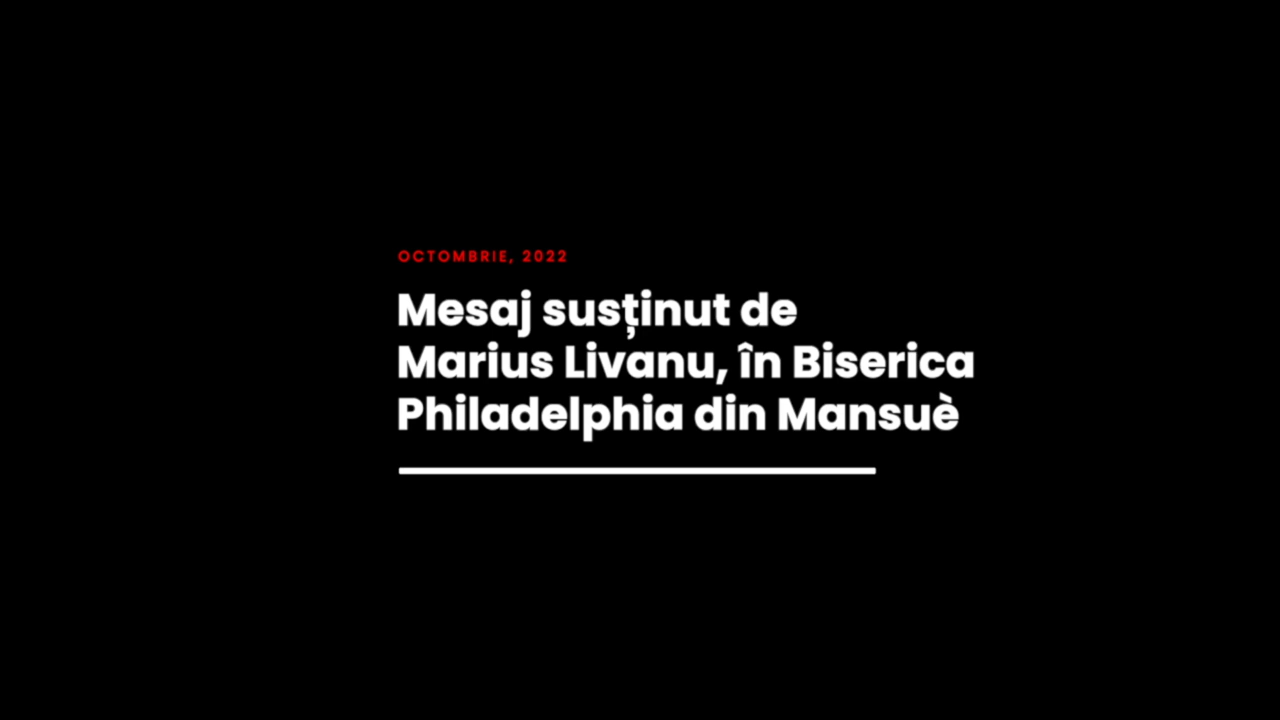 OCTOMBRIE, 2022
Mesaj susținut de
Marius Livanu, în Biserica
Philadelphia din Mansuè